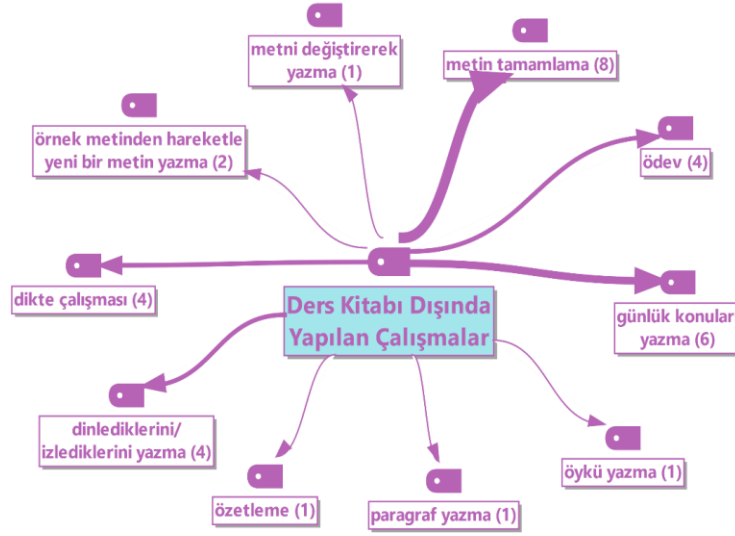 metni değiştirerek
yazma (1)
metin tamamlama (8)
örnek metinden hareketle
yeni bir metin yazma (2)
ödev (4)
dikte çalışması (4)
Ders Kitabı Dışında
Yapılan Çalışmalar
günlük konular
yazma (6)
dinlediklerini/
izlediklerini yazma (4)
öykü yazma (1)
özetleme (1)
paragraf yazma (1)